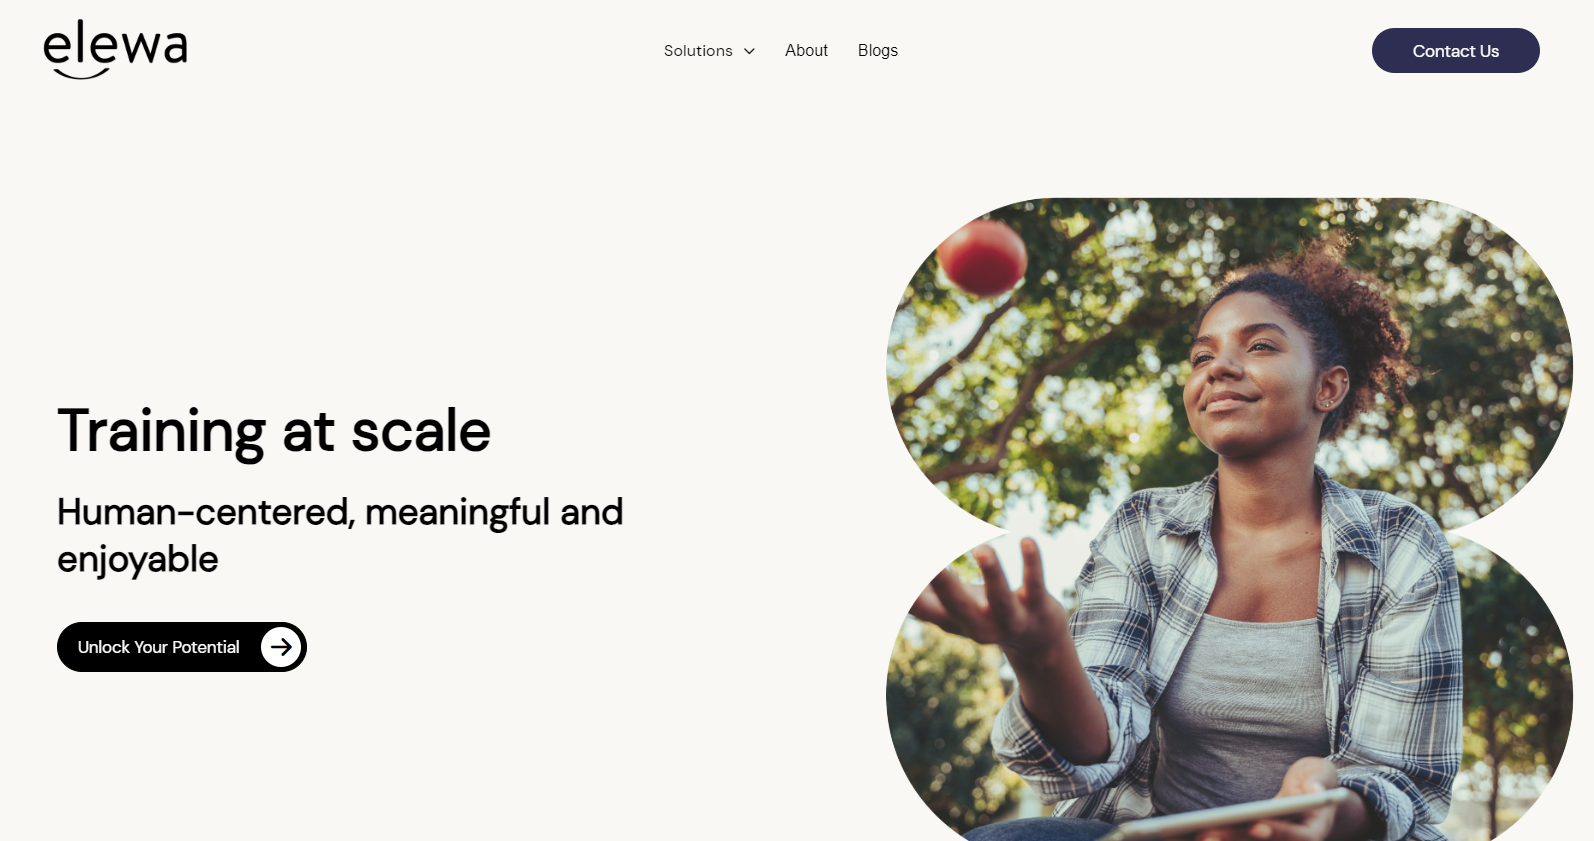 elewa
Solutions
About
Blogs
Contact Us
Training at scale
Human-centered, meaningful and
enjoyable
Unlock Your Potential